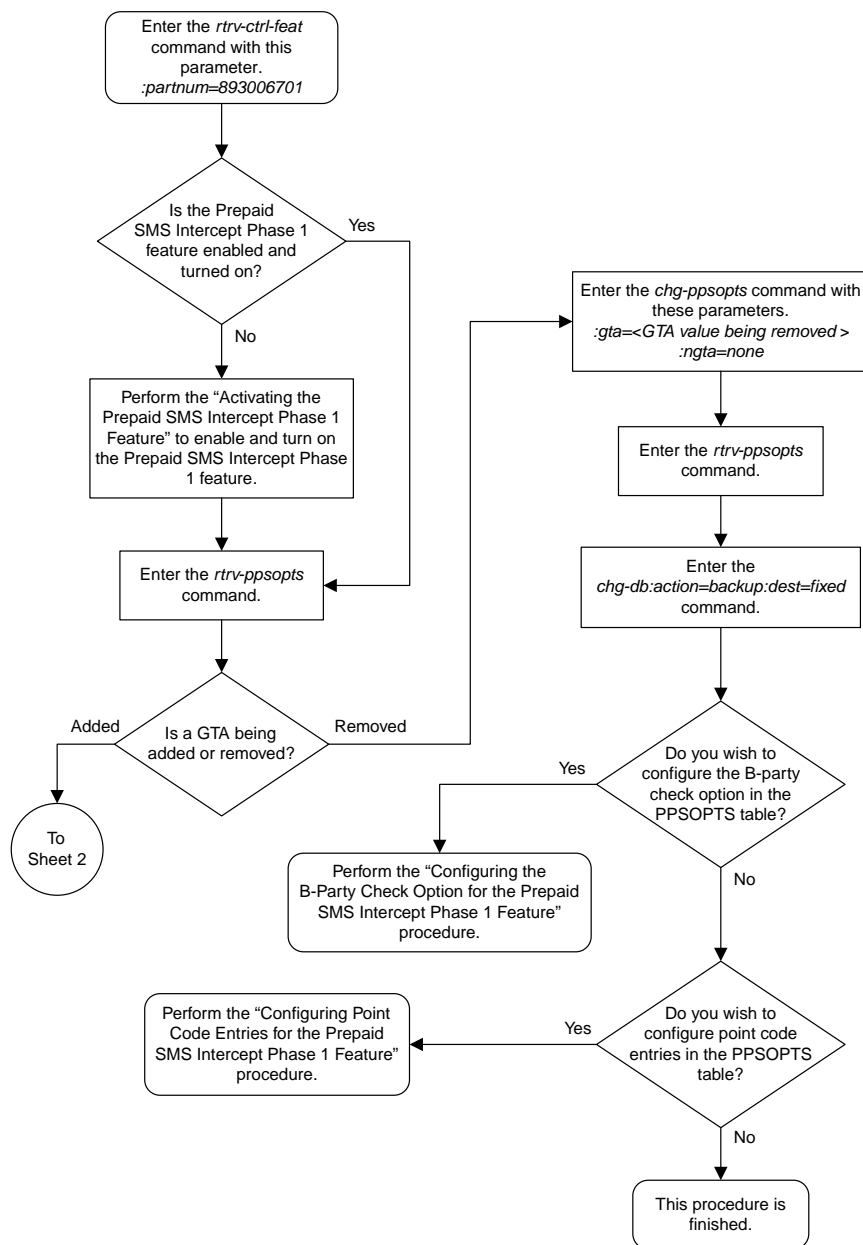 Enter the rtrv-ctrl-feat
command with this
parameter.
:partnum=893006701
Is the Prepaid
SMS Intercept Phase 1
feature enabled and
turned on?
Yes
No
Perform the “Activating the
Prepaid SMS Intercept Phase 1
Feature” to enable and turn on
the Prepaid SMS Intercept Phase
1 feature.
Enter the rtrv-ppsopts
command.
Is a GTA being
added or removed?
Added
Removed
To
Sheet 2
Enter the chg-ppsopts command with
these parameters.
:gta=<GTA value being removed >
:ngta=none
Enter the rtrv-ppsopts
command.
Enter the
chg-db:action=backup:dest=fixed
command.
Do you wish to
configure the B-party
check option in the
PPSOPTS table?
Yes
No
Perform the “Configuring the
B-Party Check Option for the Prepaid
SMS Intercept Phase 1 Feature”
procedure.
Do you wish to
configure point code
entries in the PPSOPTS
table?
Yes
No
Perform the “Configuring Point
Code Entries for the Prepaid
SMS Intercept Phase 1 Feature”
procedure.
This procedure is
finished.